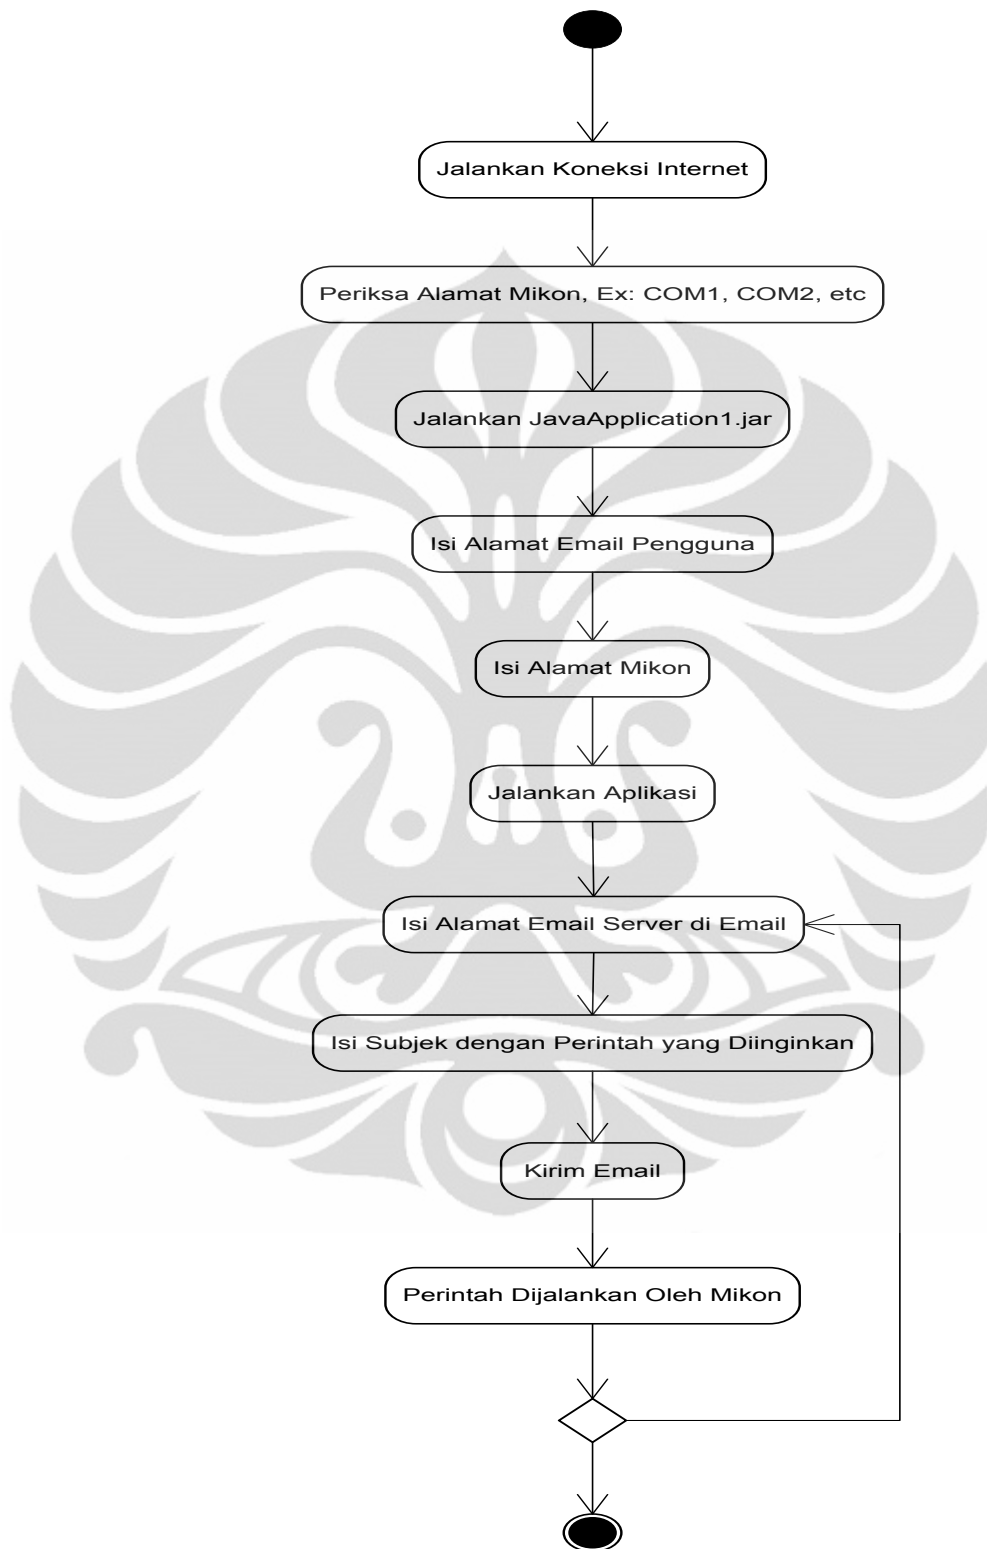 Jalankan Koneksi Internet
Periksa Alamat Mikon, Ex: COM1, COM2, etc
Jalankan JavaApplication1.jar
Isi Alamat Email Pengguna
Isi Alamat Mikon
Jalankan Aplikasi
Isi Alamat Email Server di Email
Isi Subjek dengan Perintah yang Diinginkan
Kirim Email
Perintah Dijalankan Oleh Mikon